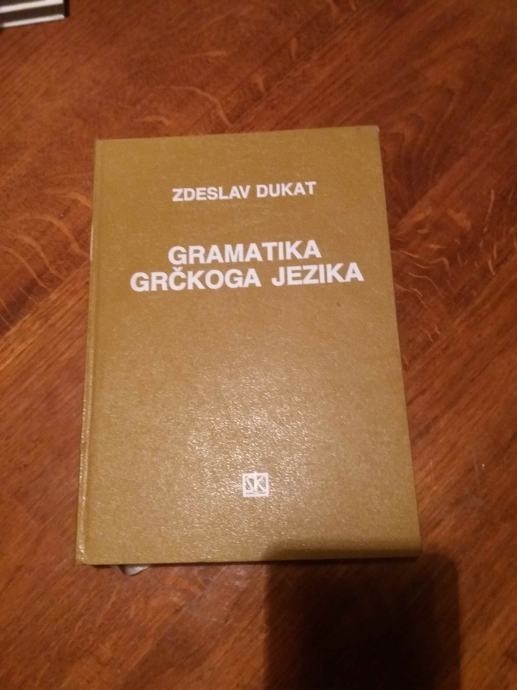 ZDESLAV DUKAT
GRAMATIKA
GRČKOGA JEZIKA
ŠK